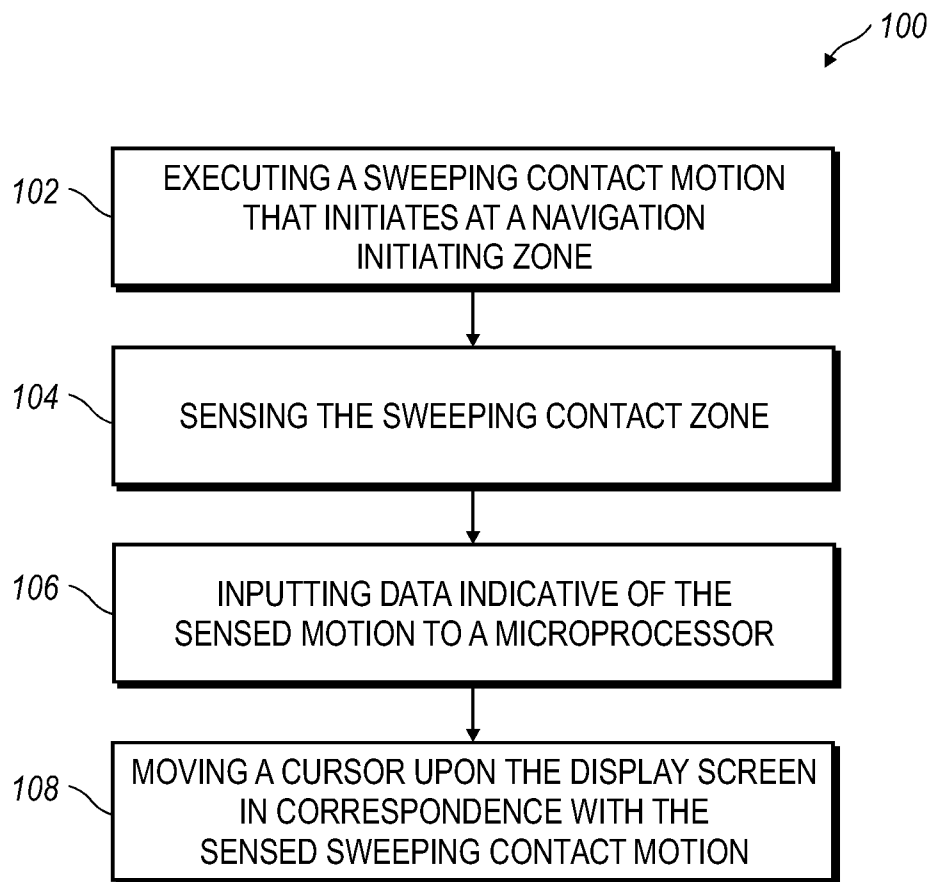 100
102
EXECUTING A SWEEPING CONTACT MOTION
THAT INITIATES AT A NAVIGATION
INITIATING ZONE
104
SENSING THE SWEEPING CONTACT ZONE
106
INPUTTING DATA INDICATIVE OF THE
SENSED MOTION TO A MICROPROCESSOR
108
MOVING A CURSOR UPON THE DISPLAY SCREEN
IN CORRESPONDENCE WITH THE
SENSED SWEEPING CONTACT MOTION